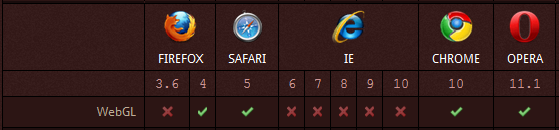 FIREFOX SAFARI IE CHROME OPERA
3.6 4 5 6 7 8 9 10 10 11.1
WebGL